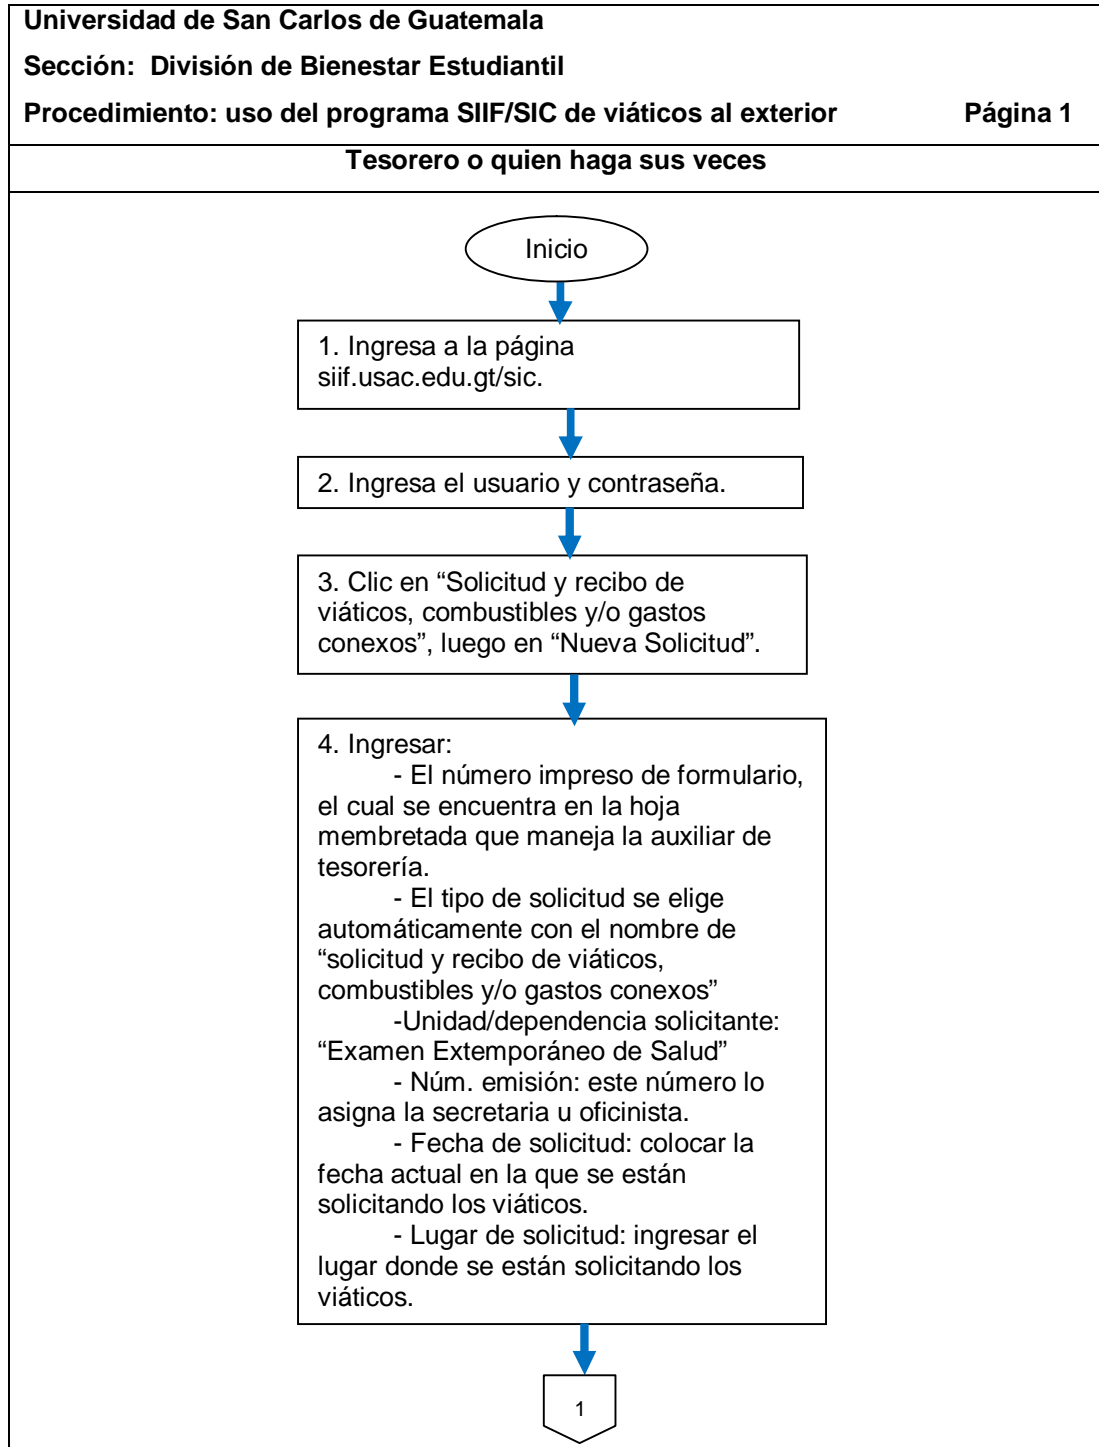 Universidad de San Carlos de Guatemala
Sección: División de Bienestar Estudiantil
Procedimiento: uso del programa SIIF/SIC de viáticos al exterior Página 1
Tesorero o quien haga sus veces
Inicio
1. Ingresa a la página
siif.usac.edu.gt/sic.
2. Ingresa el usuario y contraseña.
3. Clic en “Solicitud y recibo de
viáticos, combustibles y/o gastos
conexos”, luego en “Nueva Solicitud”.
4. Ingresar:
- El número impreso de formulario,
el cual se encuentra en la hoja
membretada que maneja la auxiliar de
tesorería.
- El tipo de solicitud se elige
automáticamente con el nombre de
“solicitud y recibo de viáticos,
combustibles y/o gastos conexos”
-Unidad/dependencia solicitante:
“Examen Extemporáneo de Salud”
- Núm. emisión: este número lo
asigna la secretaria u oficinista.
- Fecha de solicitud: colocar la
fecha actual en la que se están
solicitando los viáticos.
- Lugar de solicitud: ingresar el
lugar donde se están solicitando los
viáticos.
1